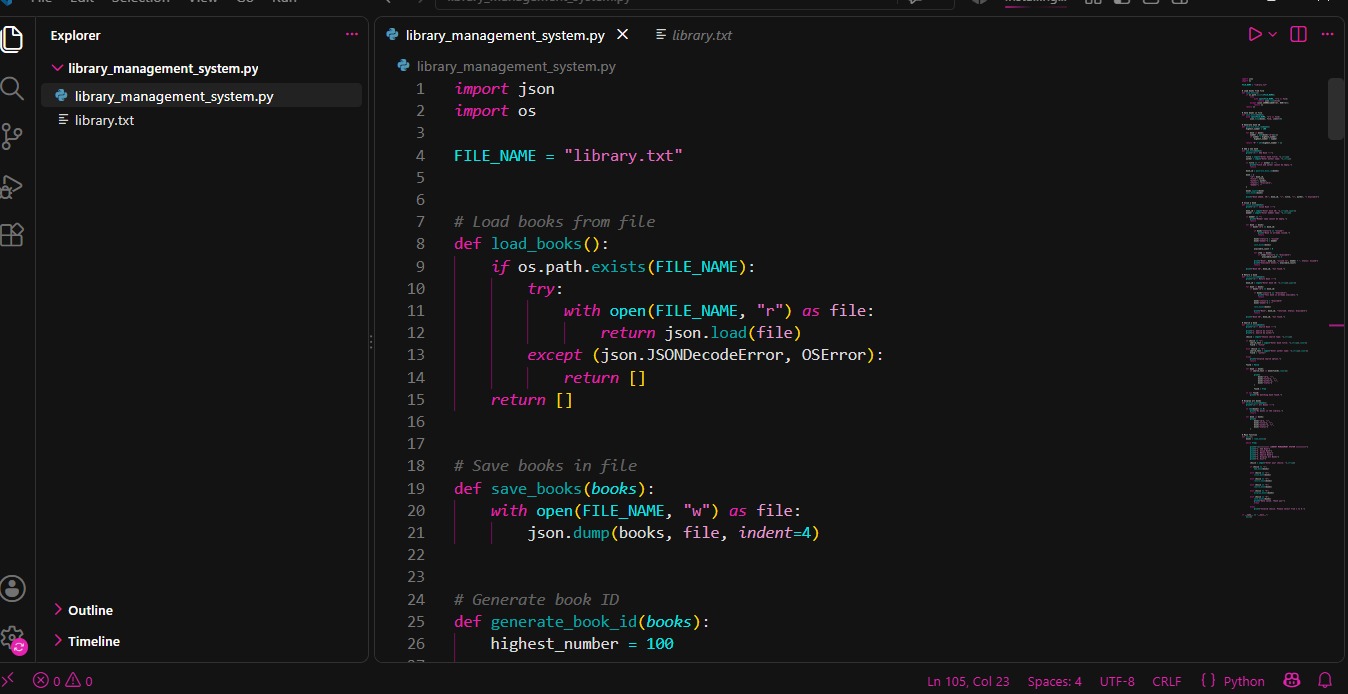 Explorer
library_management_system.py
library_management_system.py
library.txt
Outline
Timeline
library_management_system.py
library.txt
library_management_system.py
1 import json
2 import os
3
4 FILE_NAME = "library.txt"
5
6
7 # Load books from file
8 def load_books():
9 if os.path.exists(FILE_NAME):
10 try:
11 with open(FILE_NAME, "r") as file:
12 return json.load(file)
13 except (json.JSONDecodeError, OSError):
14 return []
15 return []
16
17
18 # Save books in file
19 def save_books(books):
20 with open(FILE_NAME, "w") as file:
21 json.dump(books, file, indent=4)
22
23
24 # Generate book ID
25 def generate_book_id(books):
26 highest_number = 100
0 0
Ln 105, Col 23 Spaces: 4 UTF-8 CRLF { } Python